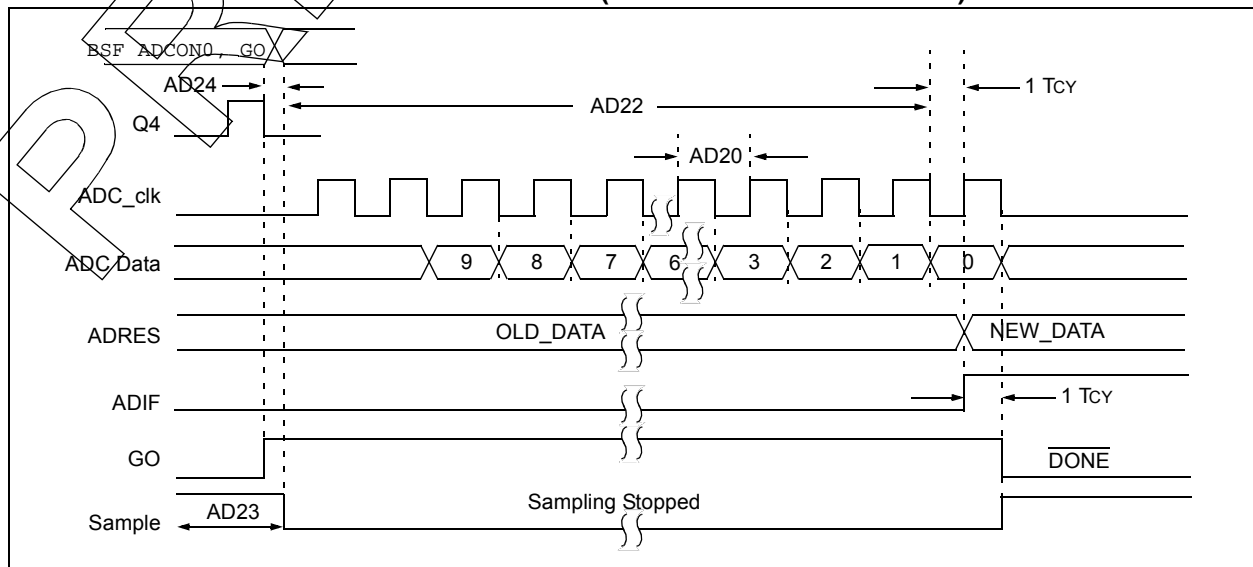 BSF ADCON0, GO
AD24
AD22
1 TCY
Q4
AD20
ADC_clk
ADC Data
9 8 7 6 3 2 1 0
ADRES
OLD_DATA
NEW_DATA
ADIF
1 TCY
GO
DONE
Sample
AD23
Sampling Stopped